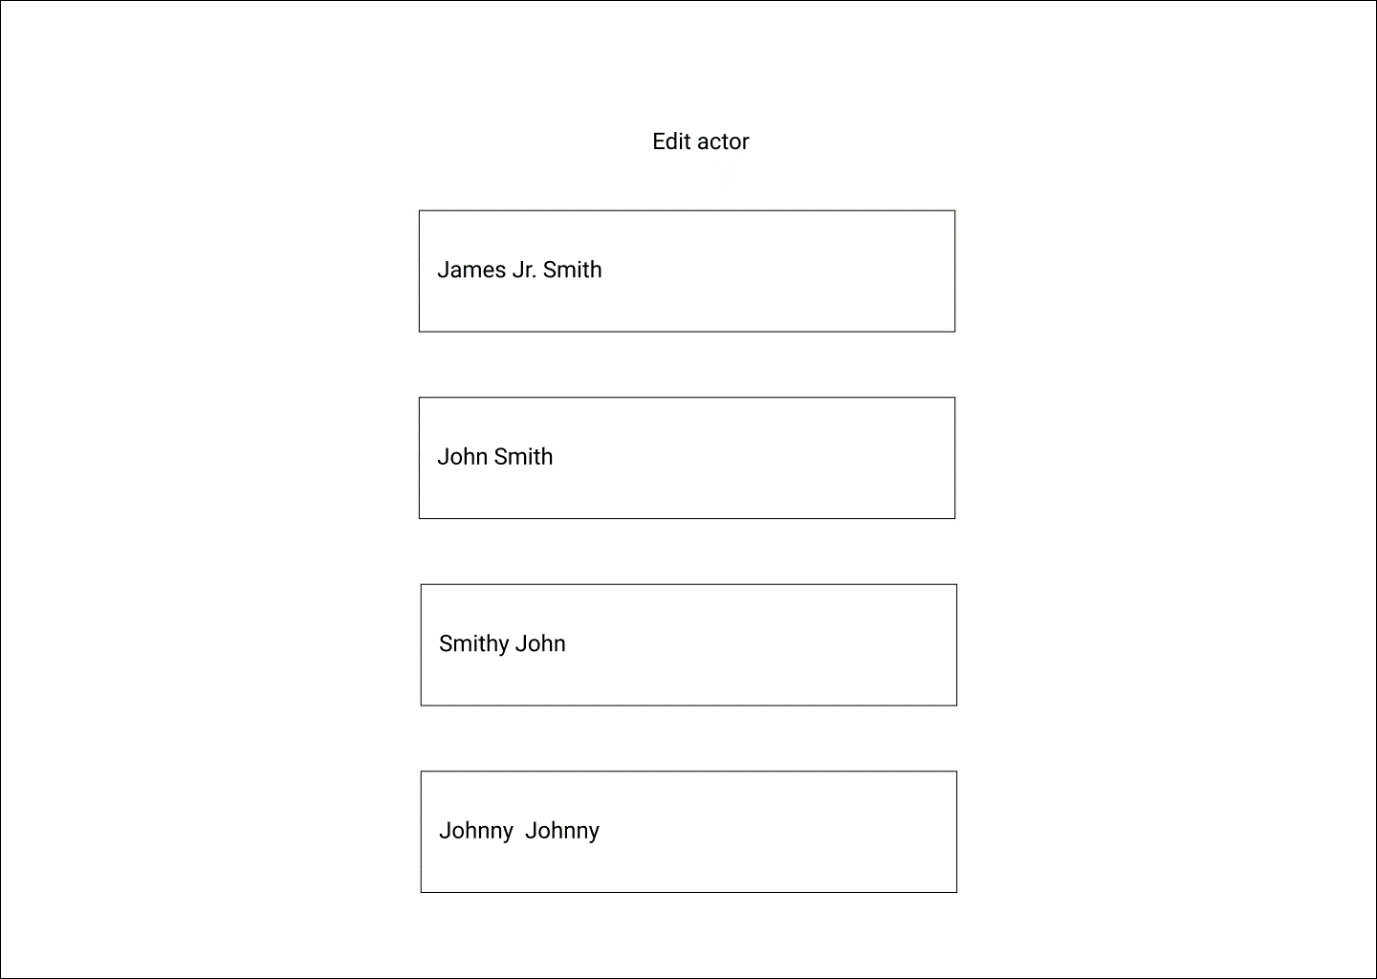 Edit actor
James Jr. Smith
John Smith
Smithy John
Johnny  Johnny